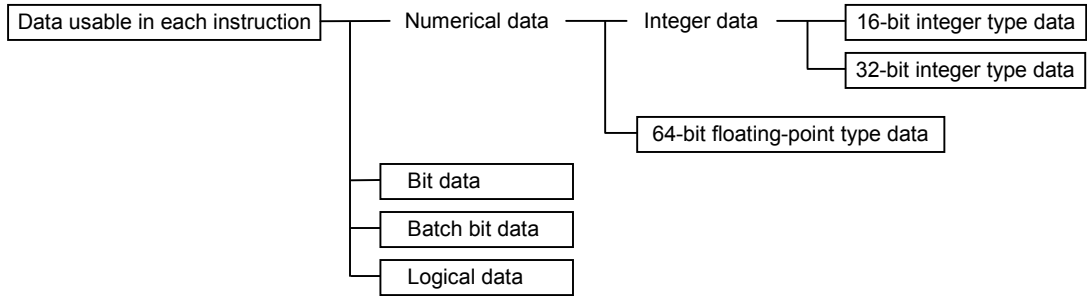 Data usable in each instruction
Numerical data
Integer data
16-bit integer type data
32-bit integer type data
64-bit floating-point type data
Bit data
Batch bit data
Logical data